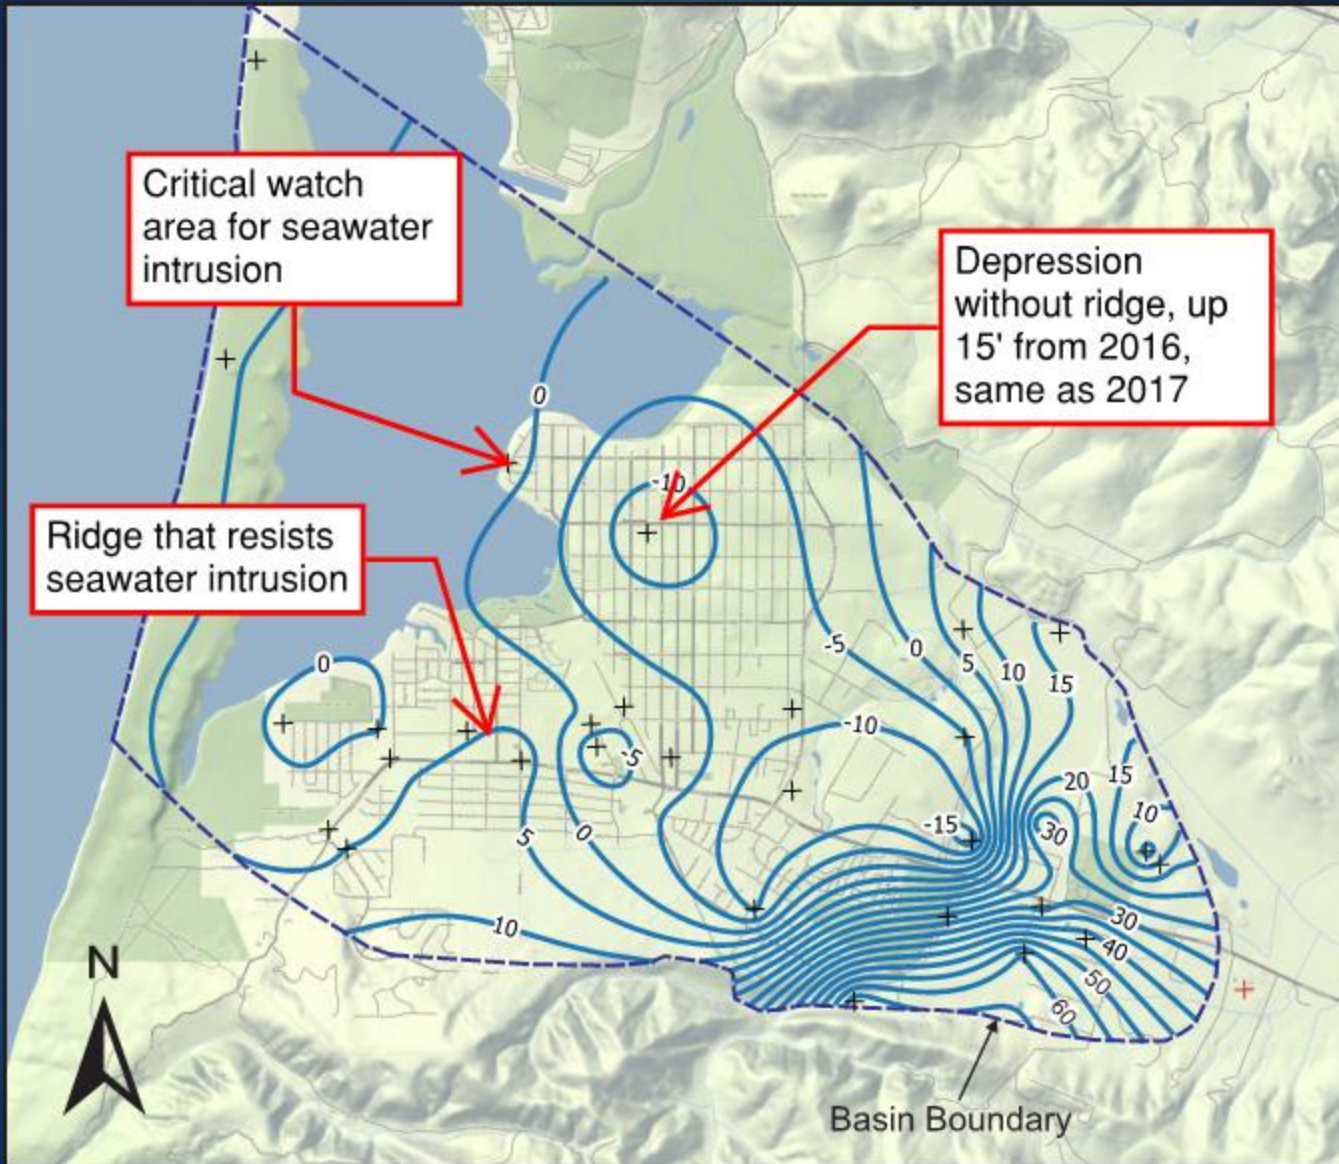 Critical watch
area for seawater
intrusion
Depression
without ridge, up
15' from 2016,
same as 2017
0
-10
Ridge that resists
seawater intrusion
0
-5
0
5
10
15
-10
-5
20
15
10
-15
30
5
0
10
30
40
50
60
N
Basin Boundary